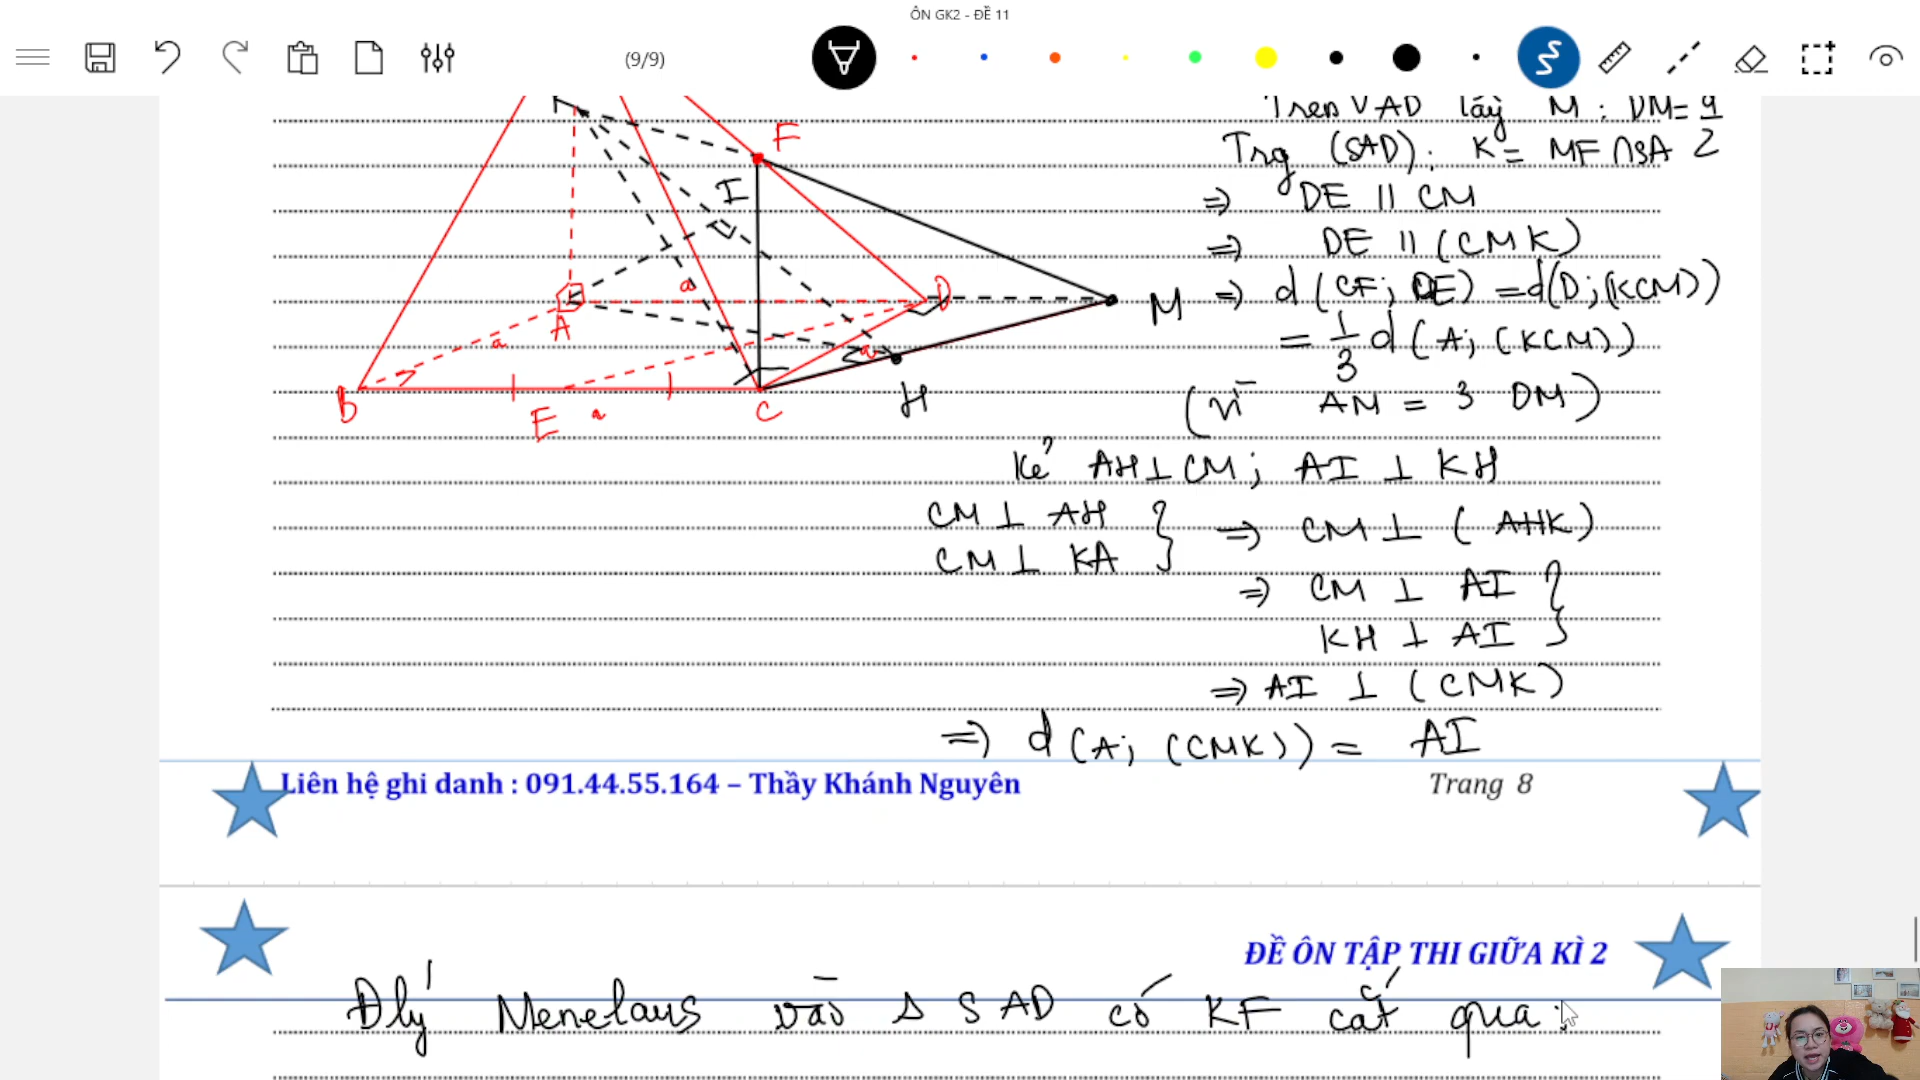 ÔN GK2 - ĐỀ 11
(9/9)
Trên AD lấy M : DM = a/2
Trg (SAD) : K = MF ∩ SA
⇒ DE || CM
⇒ DE || (CMK)
⇒ d(CF; DE) = d(D; (KCM))
= 1/3 d(A; (KCM))
(vì AM = 3 DM)
Kẻ AH ⊥ CM; AI ⊥ KH
CM ⊥ AH
CM ⊥ KA } ⇒ CM ⊥ (AHK)
⇒ CM ⊥ AI
KH ⊥ AI }
⇒ AI ⊥ (CMK)
⇒ d(A; (CMK)) = AI
F
I
a
D
M
A
a
a
B
E
a
C
H
Liên hệ ghi danh : 091.44.55.164 – Thầy Khánh Nguyên
Trang 8
ĐỀ ÔN TẬP THI GIỮA KÌ 2
Đlý Menelaus vào Δ SAD có KF cắt qua :